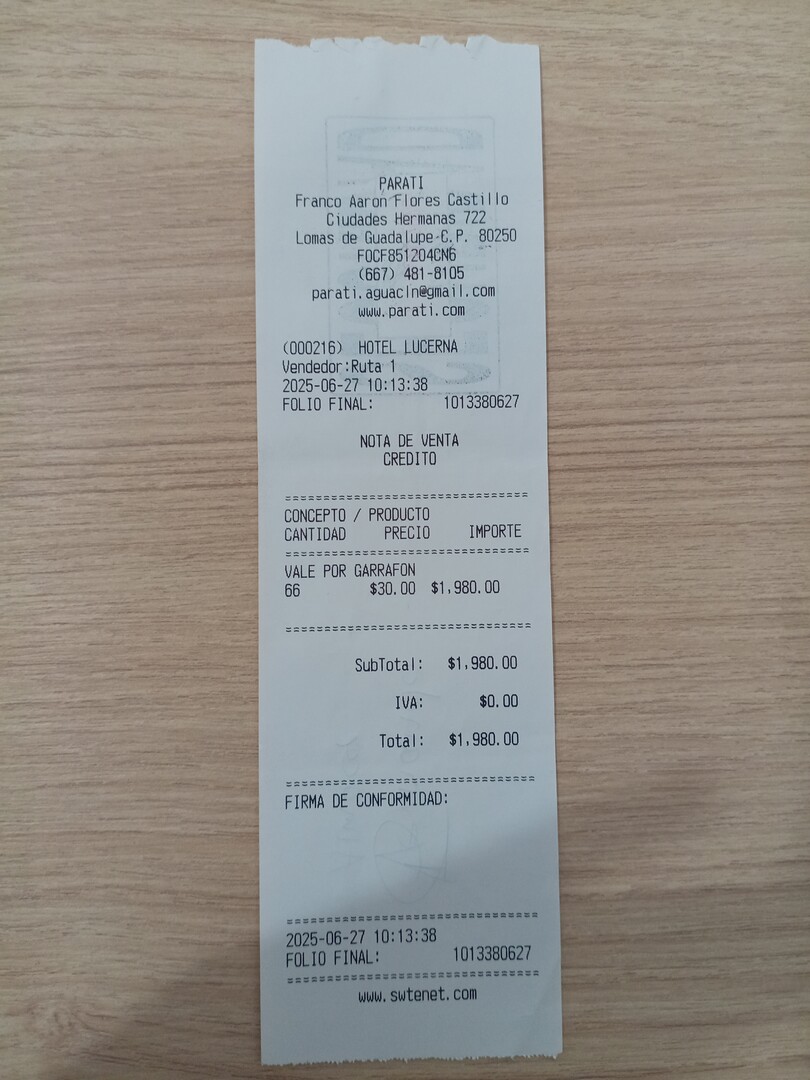 PARATI
Franco Aaron Flores Castillo
Ciudades Hermanas 722
Lomas de Guadalupe C.P. 80250
FOCF851204CN6
(667) 481-8105
parati.aguacln@gmail.com
www.parati.com
(000216) HOTEL LUCERNA
Vendedor:Ruta 1
2025-06-27 10:13:38
FOLIO FINAL: 1013380627
NOTA DE VENTA
CREDITO
===============================
CONCEPTO / PRODUCTO
CANTIDAD PRECIO IMPORTE
===============================
VALE POR GARRAFON
66 $30.00 $1,980.00
===============================
SubTotal: $1,980.00
IVA: $0.00
Total: $1,980.00
===============================
FIRMA DE CONFORMIDAD:
===============================
2025-06-27 10:13:38
FOLIO FINAL: 1013380627
===============================
www.swtenet.com